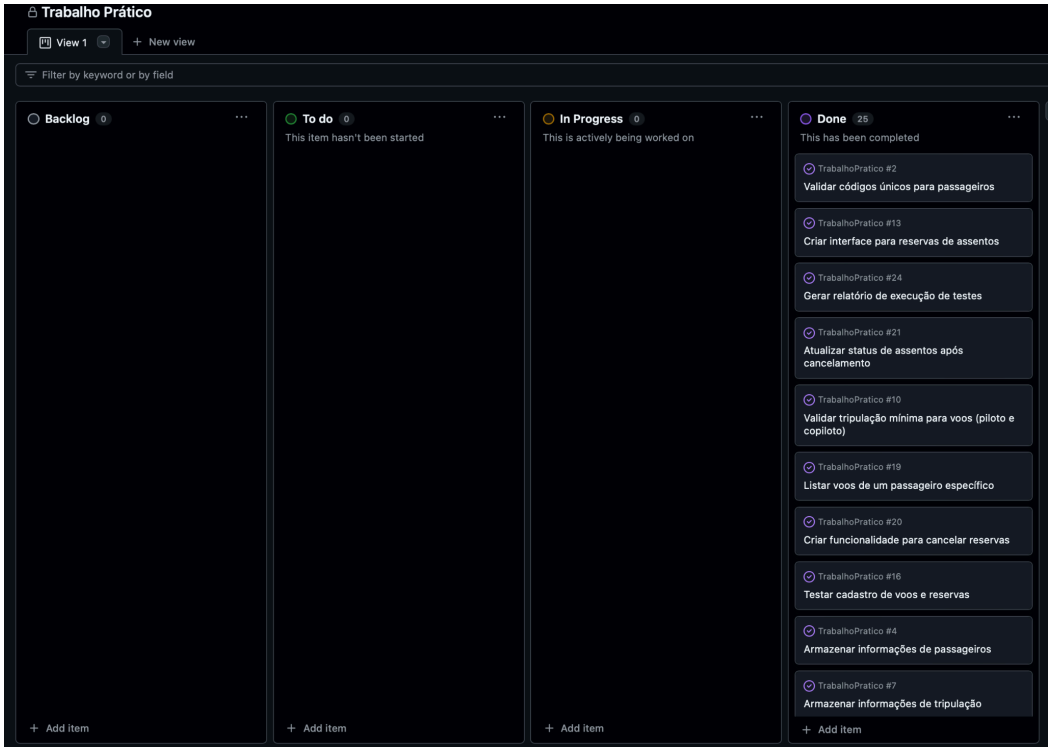 Trabalho Prático
View 1
+ New view
Filter by keyword or by field
Backlog 0 ...
+ Add item
To do 0 ...
This item hasn't been started
+ Add item
In Progress 0 ...
This is actively being worked on
+ Add item
Done 25 ...
This has been completed
TrabalhoPratico #2
Validar códigos únicos para passageiros
TrabalhoPratico #13
Criar interface para reservas de assentos
TrabalhoPratico #24
Gerar relatório de execução de testes
TrabalhoPratico #21
Atualizar status de assentos após
cancelamento
TrabalhoPratico #10
Validar tripulação mínima para voos (piloto e
copiloto)
TrabalhoPratico #19
Listar voos de um passageiro específico
TrabalhoPratico #20
Criar funcionalidade para cancelar reservas
TrabalhoPratico #16
Testar cadastro de voos e reservas
TrabalhoPratico #4
Armazenar informações de passageiros
TrabalhoPratico #7
Armazenar informações de tripulação
+ Add item